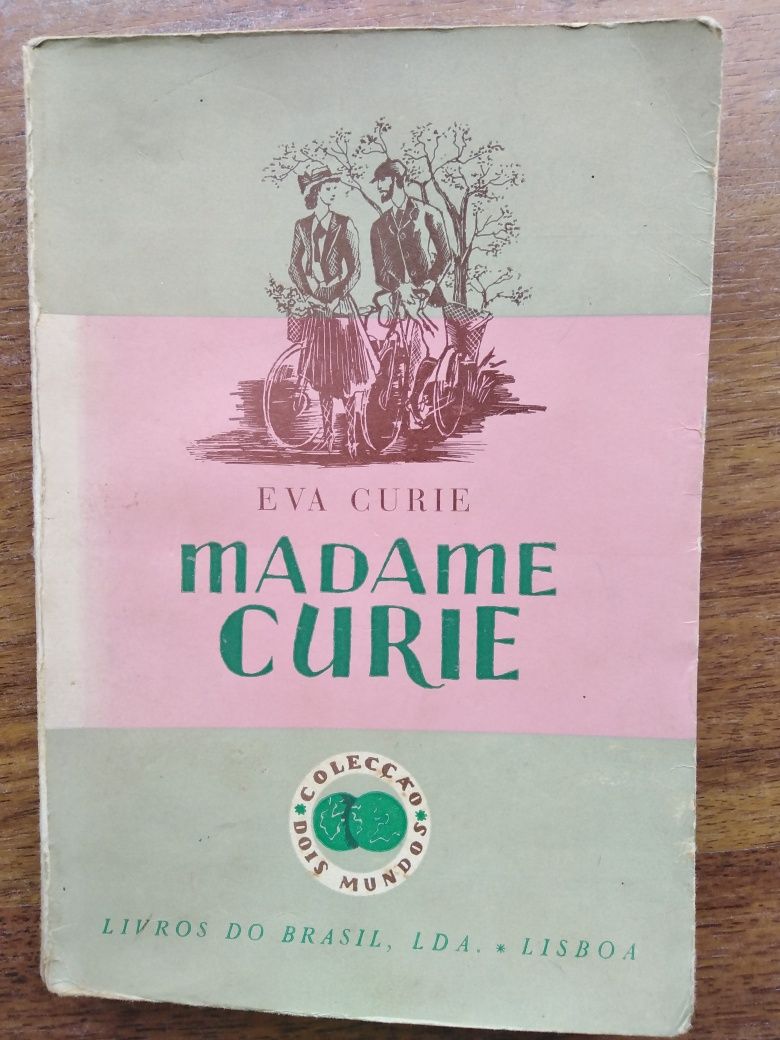 EVA CURIE
MADAME
CURIE
COLECÇÃO
DOIS MUNDOS
LIVROS DO BRASIL, LDA. * LISBOA